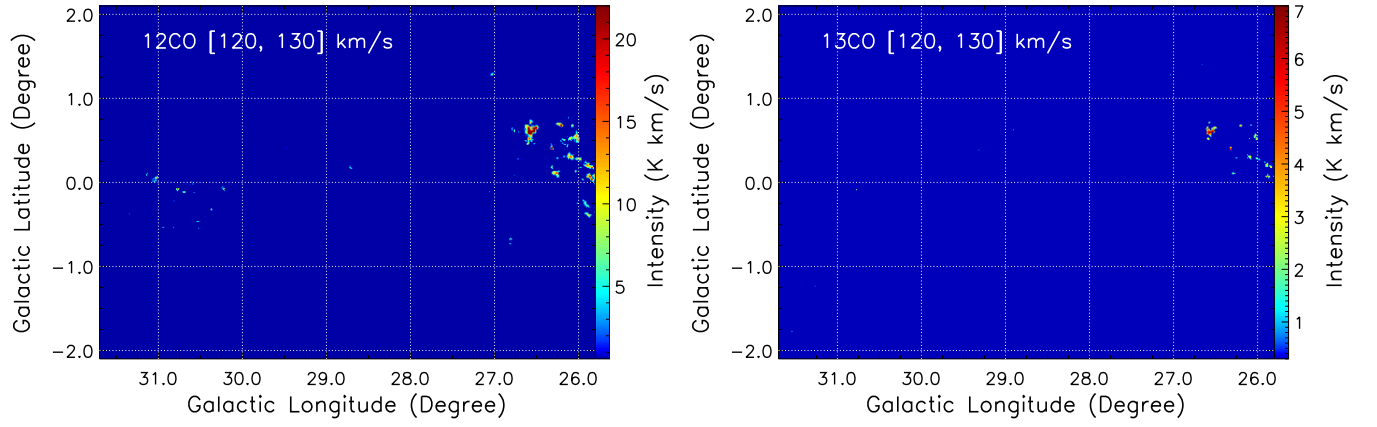 2.0
1.0
0.0
−1.0
−2.0
Galactic Latitude (Degree)
12CO [120, 130] km/s
31.0 30.0 29.0 28.0 27.0 26.0
Galactic Longitude (Degree)
20
15
10
5
Intensity (K km/s)
2.0
1.0
0.0
−1.0
−2.0
Galactic Latitude (Degree)
13CO [120, 130] km/s
31.0 30.0 29.0 28.0 27.0 26.0
Galactic Longitude (Degree)
7
6
5
4
3
2
1
Intensity (K km/s)